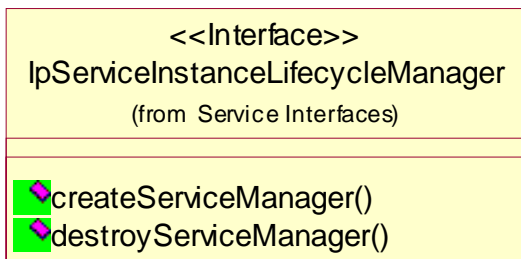 <<Interface>>
IpServiceInstanceLifecycleManager
(from Service Interfaces)
createServiceManager()
destroyServiceManager()